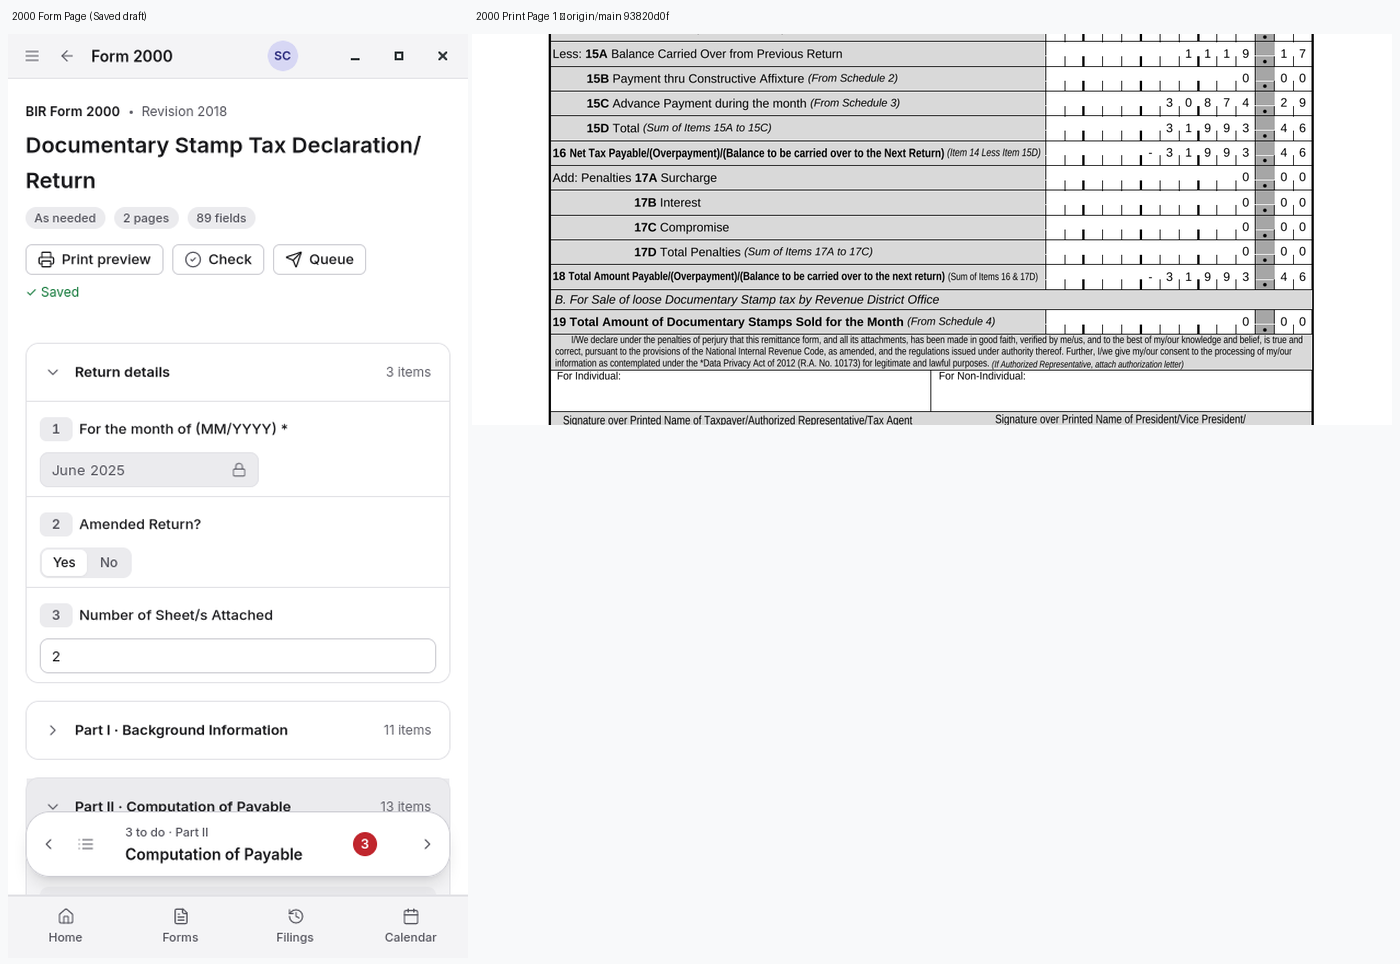 2000 Form Page (Saved draft)
Form 2000
SC
BIR Form 2000 • Revision 2018
Documentary Stamp Tax Declaration/
Return
As needed
2 pages
89 fields
Print preview
Check
Queue
✓ Saved
Return details
3 items
1 For the month of (MM/YYYY) *
June 2025
2 Amended Return?
Yes No
3 Number of Sheet/s Attached
2
Part I · Background Information
11 items
Part II · Computation of Payable
13 items
3 to do · Part II
Computation of Payable
3
Home
Forms
Filings
Calendar
2000 Print Page 1 origin/main 93820d0f
Less: 15A Balance Carried Over from Previous Return 1 1 1 9 . 1 7
15B Payment thru Constructive Affixture (From Schedule 2) 0 . 0 0
15C Advance Payment during the month (From Schedule 3) 3 0 8 7 4 . 2 9
15D Total (Sum of Items 15A to 15C) 3 1 9 9 3 . 4 6
16 Net Tax Payable/(Overpayment)/(Balance to be carried over to the Next Return) (Item 14 Less Item 15D) - 3 1 9 9 3 . 4 6
Add: Penalties 17A Surcharge 0 . 0 0
17B Interest 0 . 0 0
17C Compromise 0 . 0 0
17D Total Penalties (Sum of Items 17A to 17C) 0 . 0 0
18 Total Amount Payable/(Overpayment)/(Balance to be carried over to the next return) (Sum of Items 16 & 17D) - 3 1 9 9 3 . 4 6
B. For Sale of loose Documentary Stamp tax by Revenue District Office
19 Total Amount of Documentary Stamps Sold for the Month (From Schedule 4) 0 . 0 0
I/We declare under the penalties of perjury that this remittance form, and all its attachments, has been made in good faith, verified by me/us, and to the best of my/our knowledge and belief, is true and
correct, pursuant to the provisions of the National Internal Revenue Code, as amended, and the regulations issued under authority thereof. Further, I/we give my/our consent to the processing of my/our
information as contemplated under the *Data Privacy Act of 2012 (R.A. No. 10173) for legitimate and lawful purposes. (If Authorized Representative, attach authorization letter)
For Individual:
For Non-Individual:
Signature over Printed Name of Taxpayer/Authorized Representative/Tax Agent
Signature over Printed Name of President/Vice President/